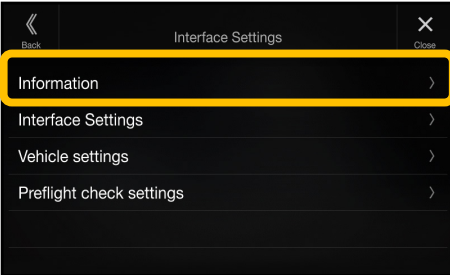 Back
Interface Settings
Close
Information
Interface Settings
Vehicle settings
Preflight check settings